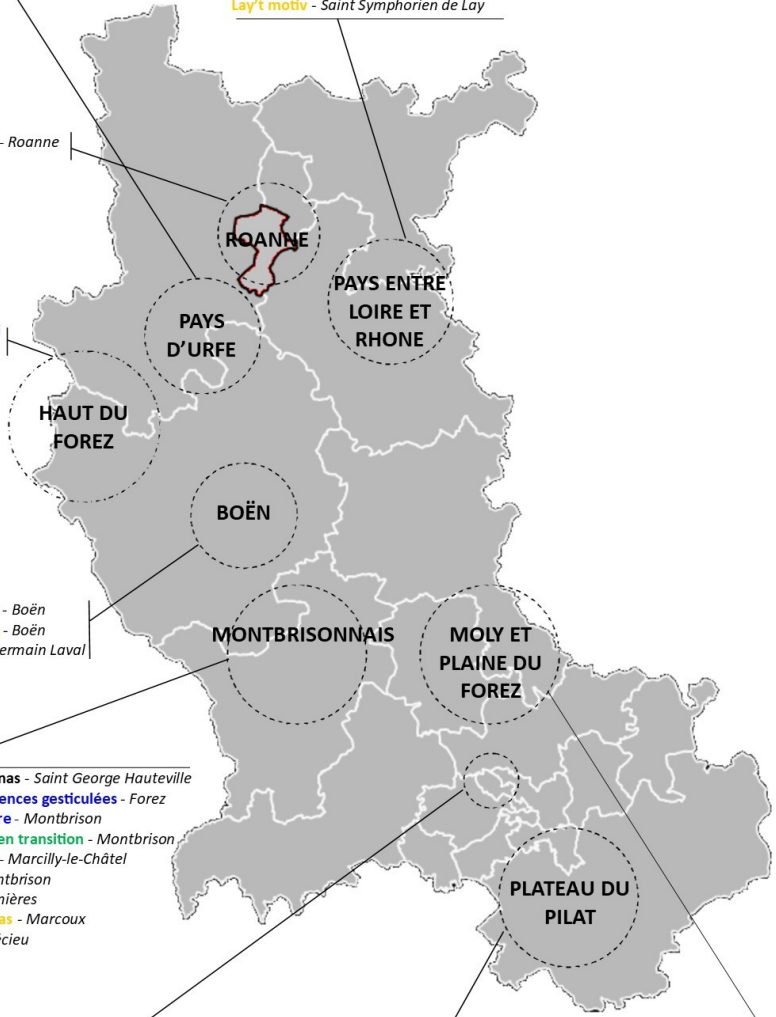 Lay't motiv - Saint Symphorien de Lay
- Roanne
ROANNE
PAYS ENTRE
LOIRE ET
RHONE
PAYS
D'URFE
HAUT DU
FOREZ
BOËN
- Boën
- Boën
ermain Laval
MONTBRISONNAIS
MOLY ET
PLAINE DU
FOREZ
nas - Saint George Hauteville
ences gesticulées - Forez
re - Montbrison
en transition - Montbrison
- Marcilly-le-Châtel
ntbrison
nières
as - Marcoux
écieu
PLATEAU DU
PILAT